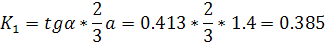 K₁ = tgα * 2/3 a = 0.413 * 2/3 * 1.4 = 0.385